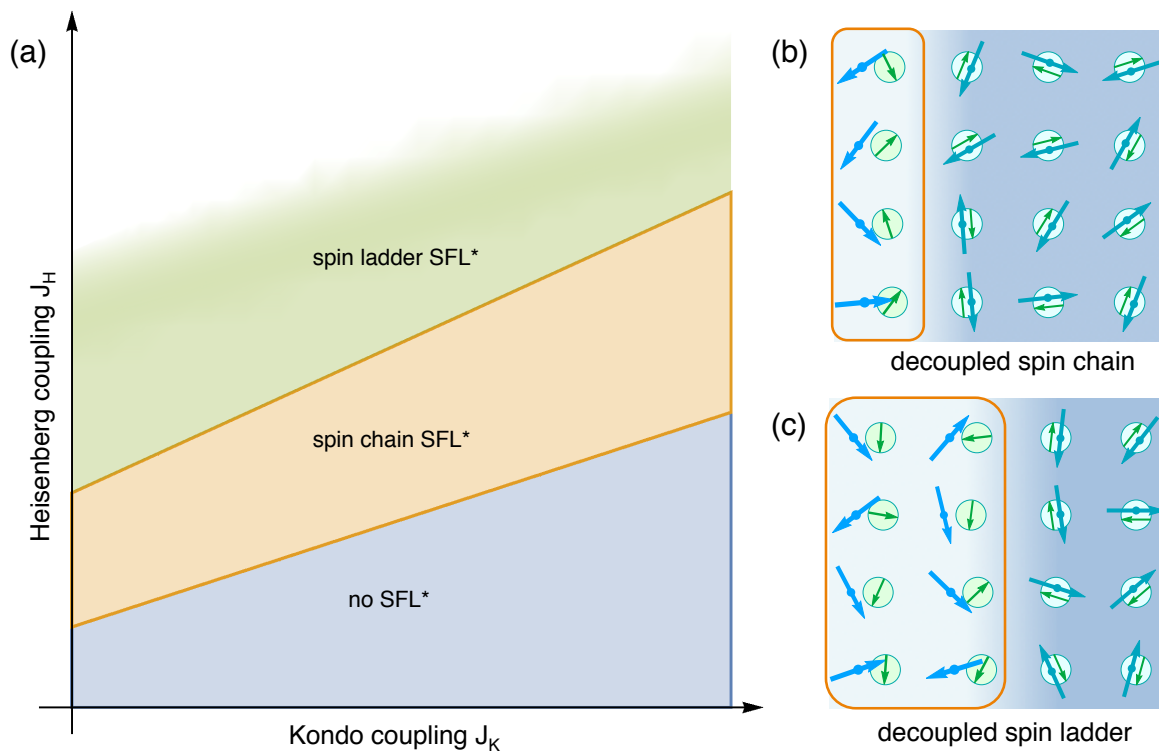 (a)
Heisenberg coupling J_H
spin ladder SFL*
spin chain SFL*
no SFL*
Kondo coupling J_K
(b)
decoupled spin chain
(c)
decoupled spin ladder